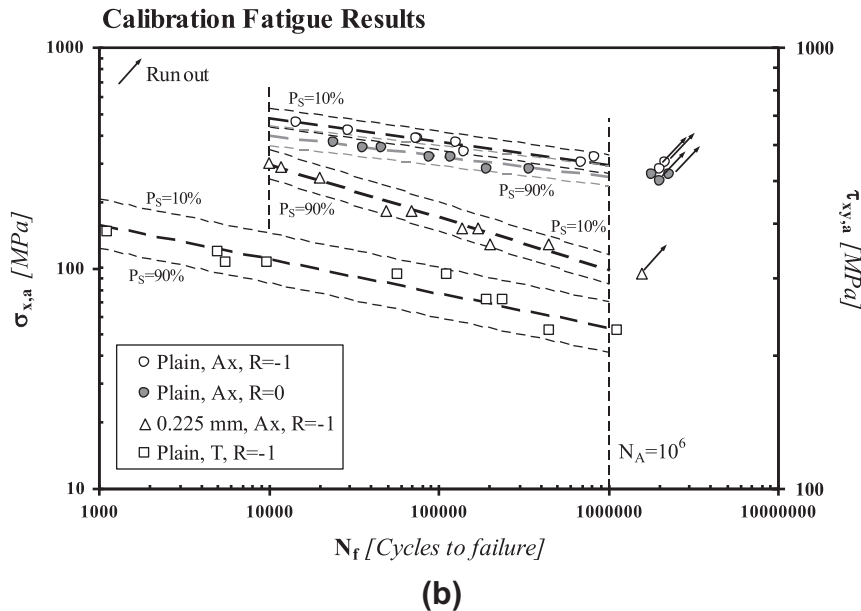 Calibration Fatigue Results
1000
1000
Run out
P_S=10%
P_S=90%
P_S=10%
P_S=90%
P_S=10%
P_S=90%
σ_x,a [MPa]
τ_xy,a [MPa]
100
Plain, Ax, R=-1
Plain, Ax, R=0
0.225 mm, Ax, R=-1
Plain, T, R=-1
N_A=10^6
10
100
1000
10000
100000
1000000
10000000
N_f [Cycles to failure]
(b)